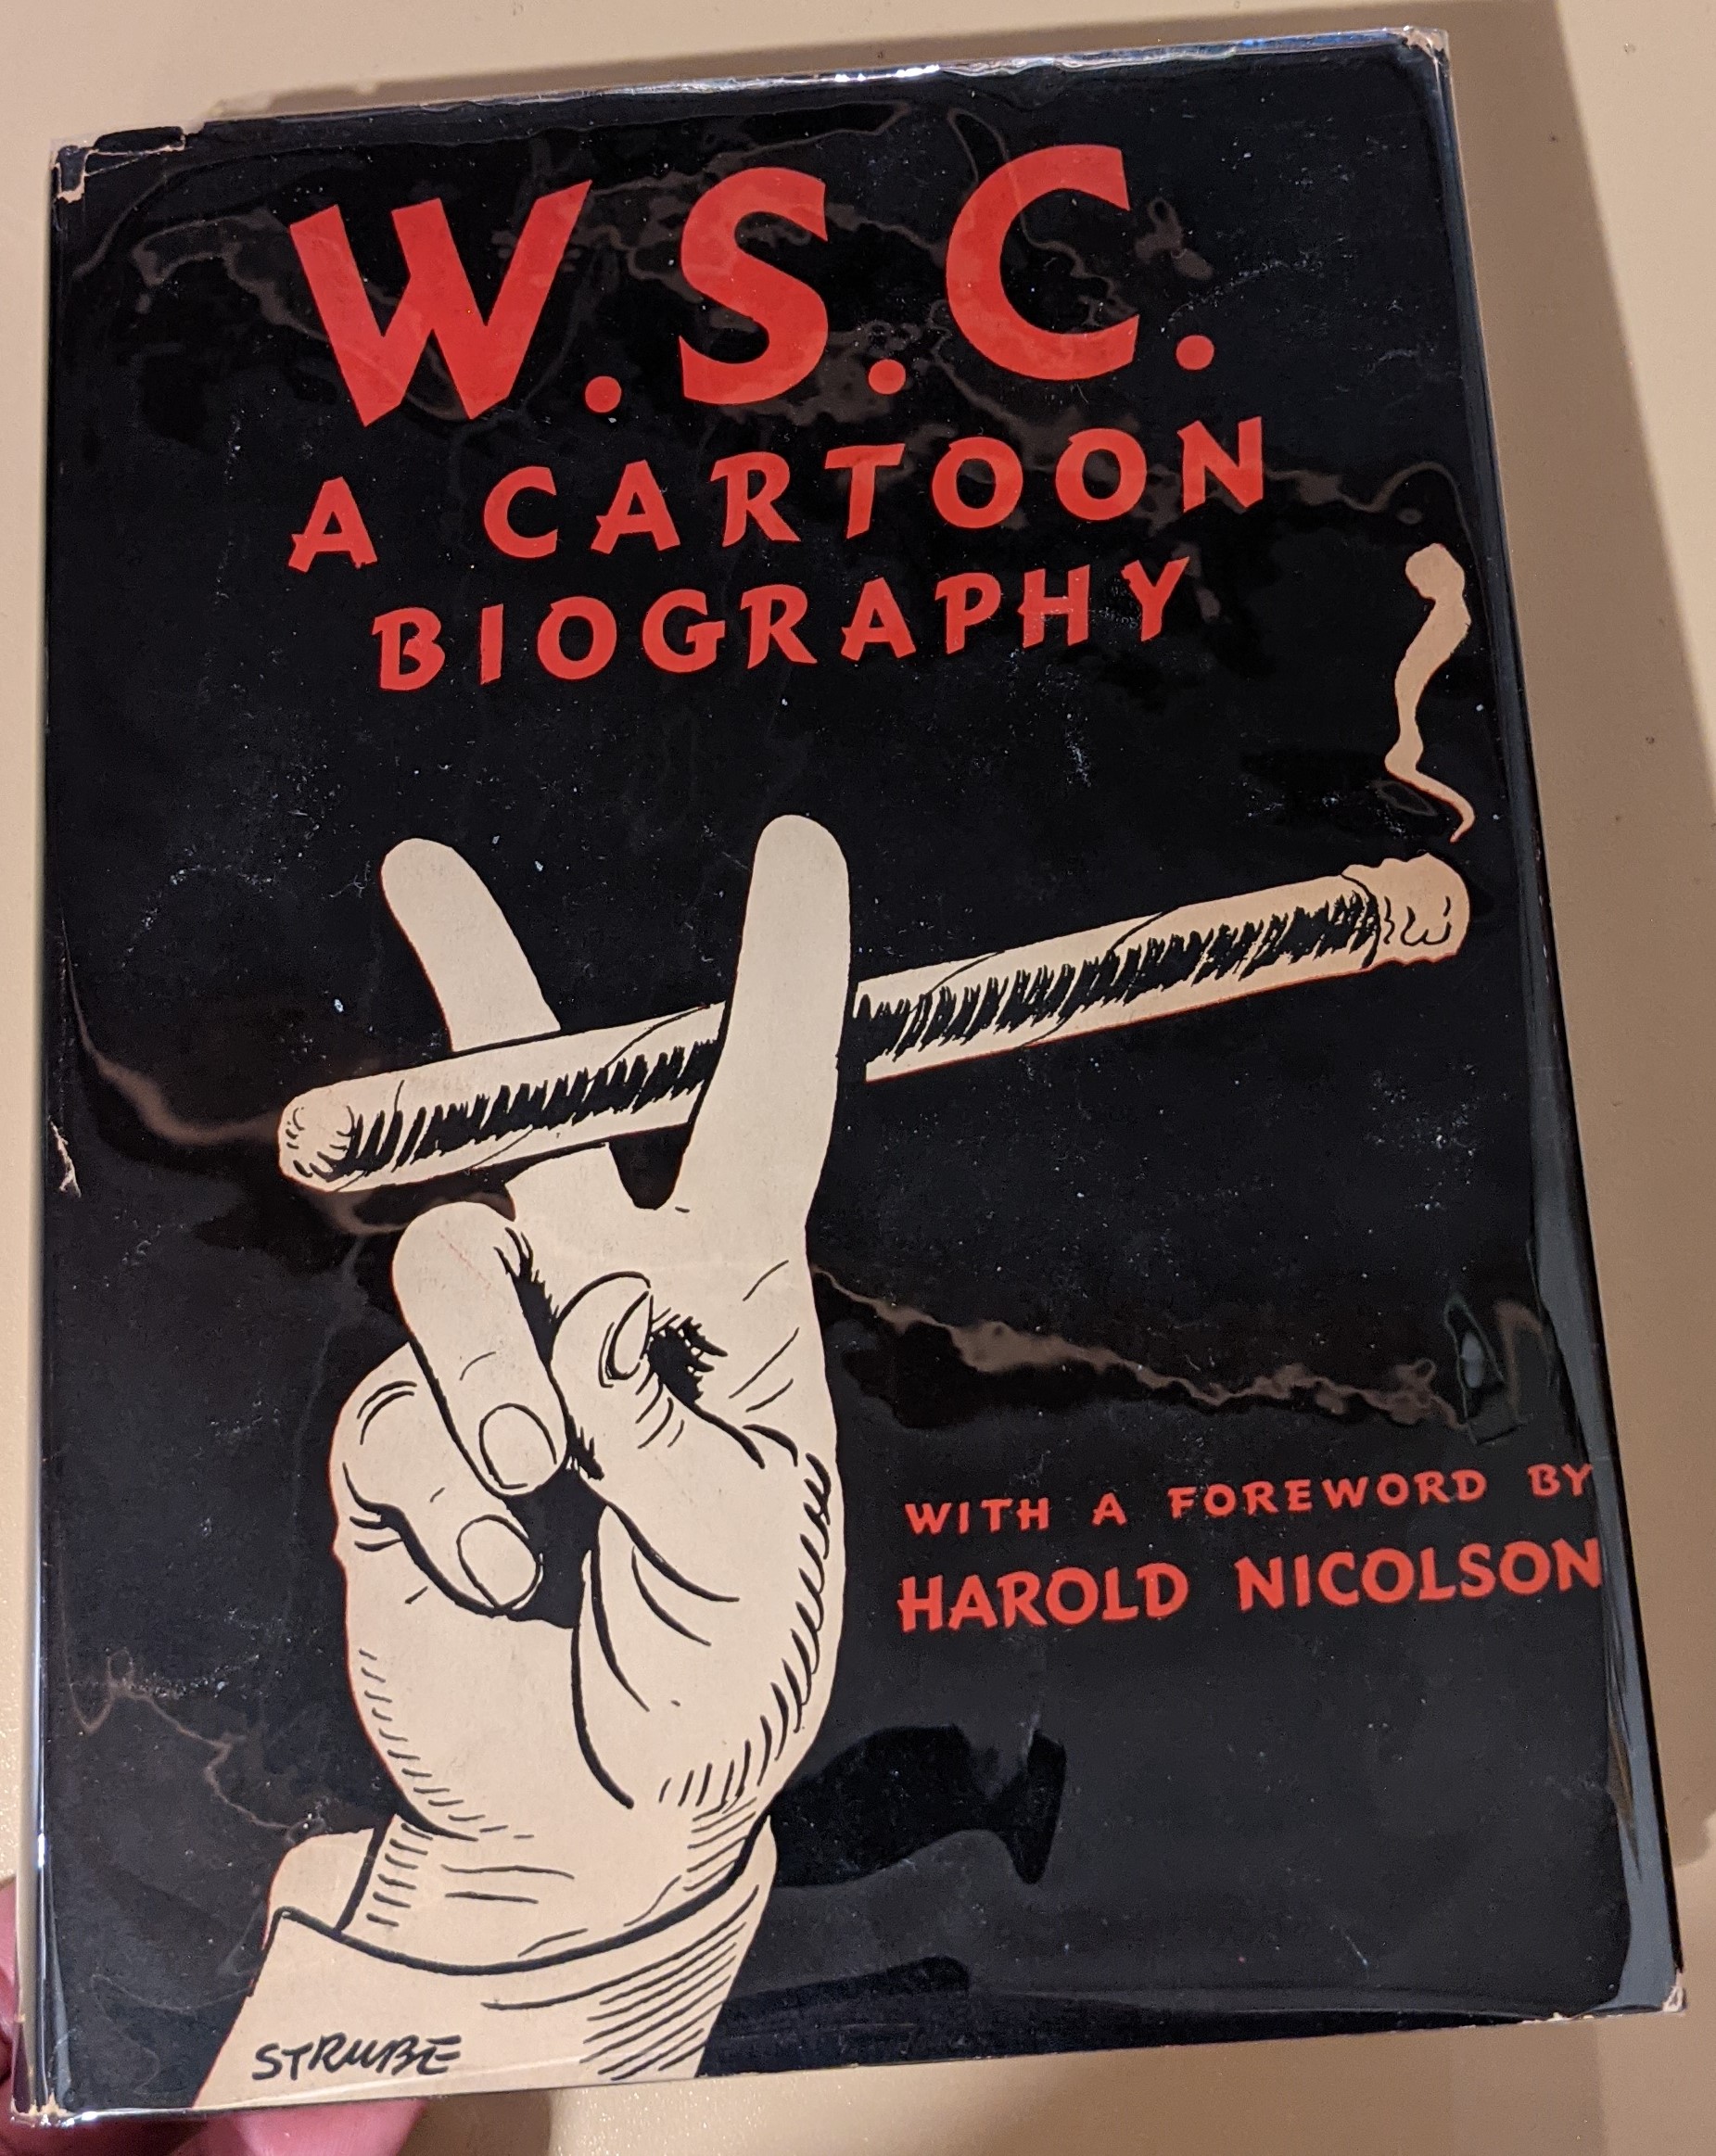 W.S.C.
A CARTOON
BIOGRAPHY
WITH A FOREWORD BY
HAROLD NICOLSON
STRUBE